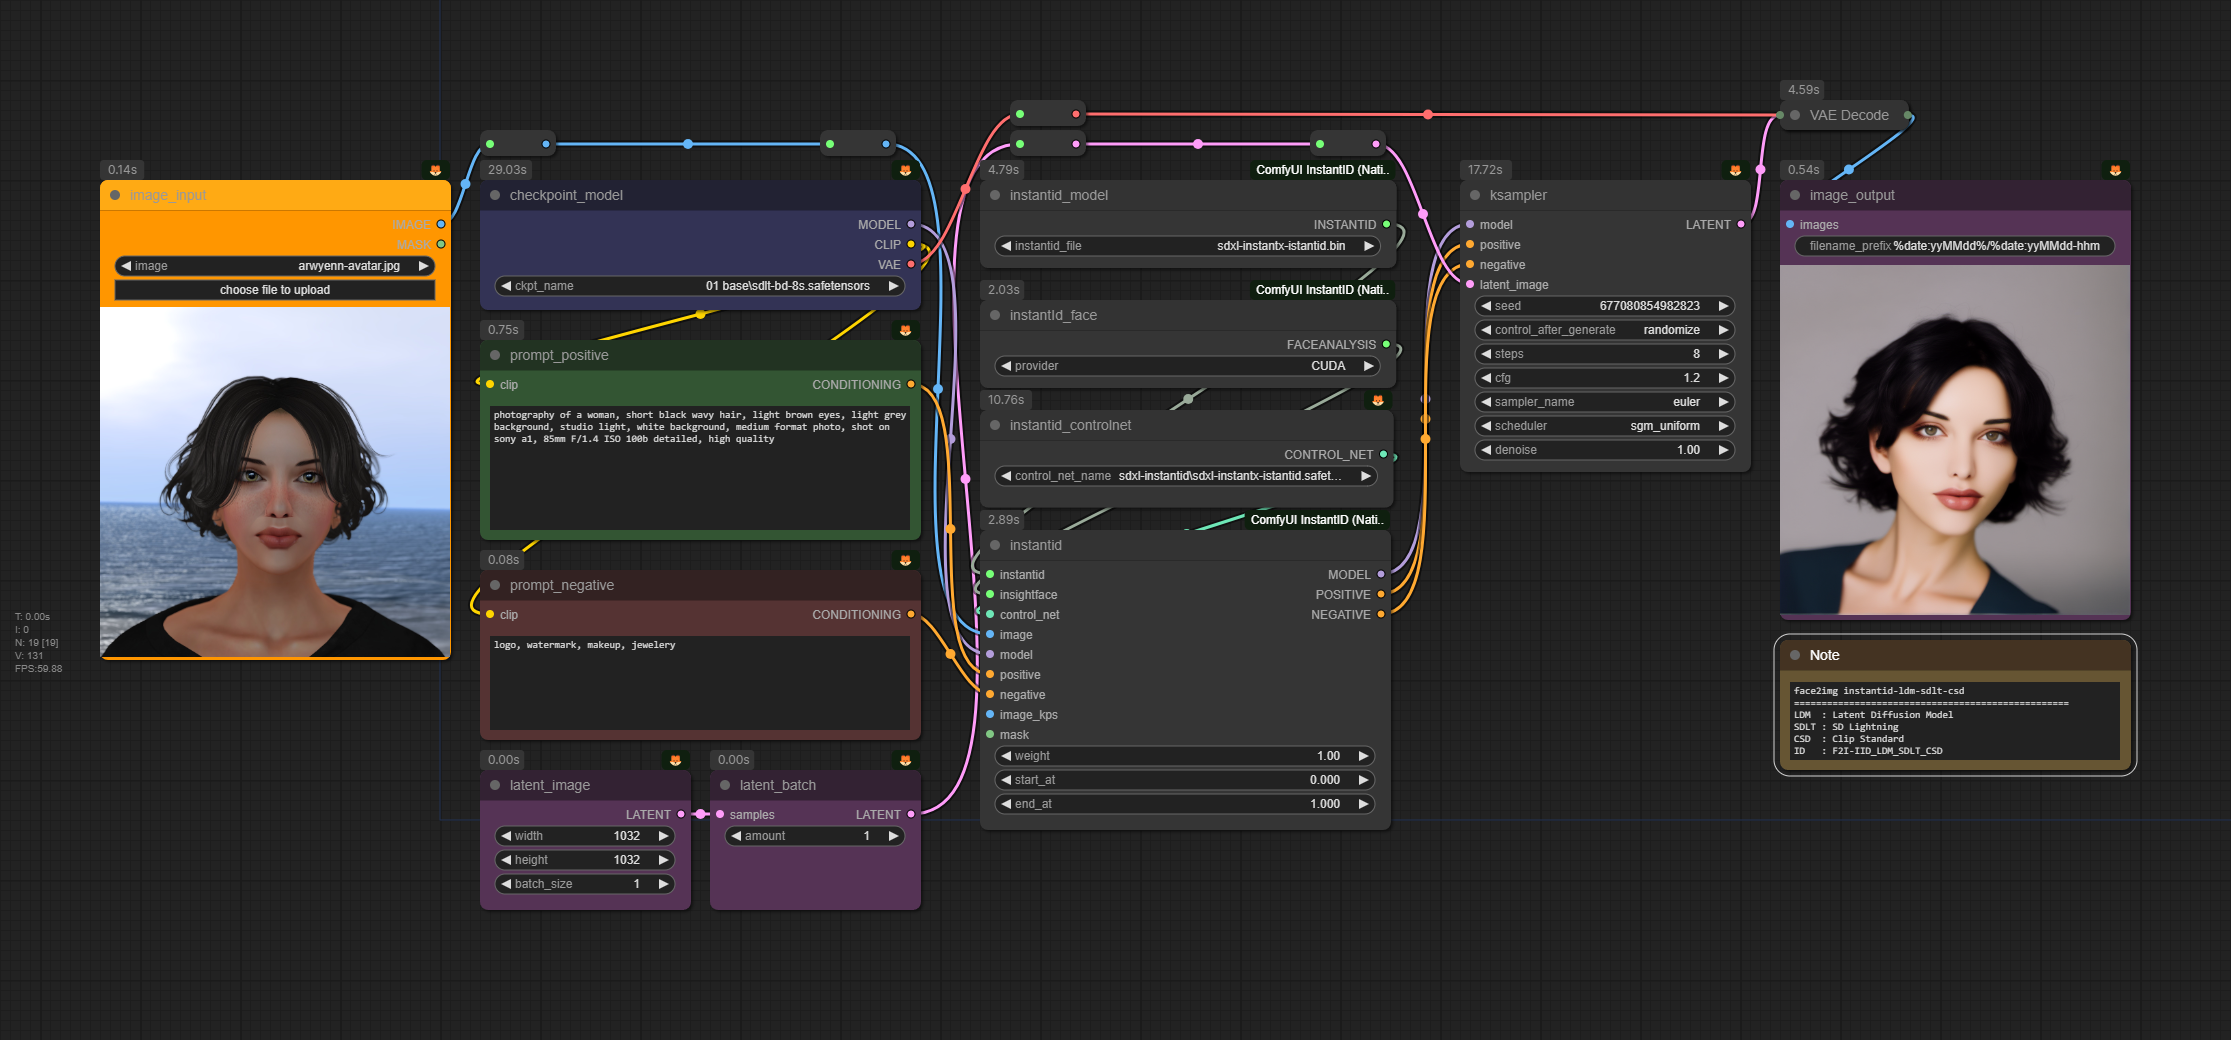 0.14s
image_input
IMAGE
MASK
image arwyenn-avatar.jpg
choose file to upload
T: 0.00s
I: 0
N: 19 [19]
V: 131
FPS:59.88
29.03s
checkpoint_model
MODEL
CLIP
VAE
ckpt_name 01 base\sdlt-bd-8s.safetensors
0.75s
prompt_positive
clip CONDITIONING
photography of a woman, short black wavy hair, light brown eyes, light grey
background, studio light, white background, medium format photo, shot on
sony a1, 85mm F/1.4 ISO 100b detailed, high quality
0.08s
prompt_negative
clip CONDITIONING
logo, watermark, makeup, jewelery
0.00s
latent_image
LATENT
width 1032
height 1032
batch_size 1
0.00s
latent_batch
samples LATENT
amount 1
4.79s ComfyUI InstantID (Nati..
instantid_model
INSTANTID
instantid_file sdxl-instantx-istantid.bin
2.03s ComfyUI InstantID (Nati..
instantId_face
FACEANALYSIS
provider CUDA
10.76s
instantid_controlnet
CONTROL_NET
control_net_name sdxl-instantid\sdxl-instantx-istantid.safet...
2.89s ComfyUI InstantID (Nati..
instantid
instantid MODEL
insightface POSITIVE
control_net NEGATIVE
image
model
positive
negative
image_kps
mask
weight 1.00
start_at 0.000
end_at 1.000
17.72s
ksampler
model LATENT
positive
negative
latent_image
seed 677080854982823
control_after_generate randomize
steps 8
cfg 1.2
sampler_name euler
scheduler sgm_uniform
denoise 1.00
4.59s
VAE Decode
0.54s
image_output
images
filename_prefix %date:yyMMdd%/%date:yyMMdd-hhm
Note
face2img instantid-ldm-sdlt-csd
==================================================
LDM : Latent Diffusion Model
SDLT : SD Lightning
CSD : Clip Standard
ID : F2I-IID_LDM_SDLT_CSD